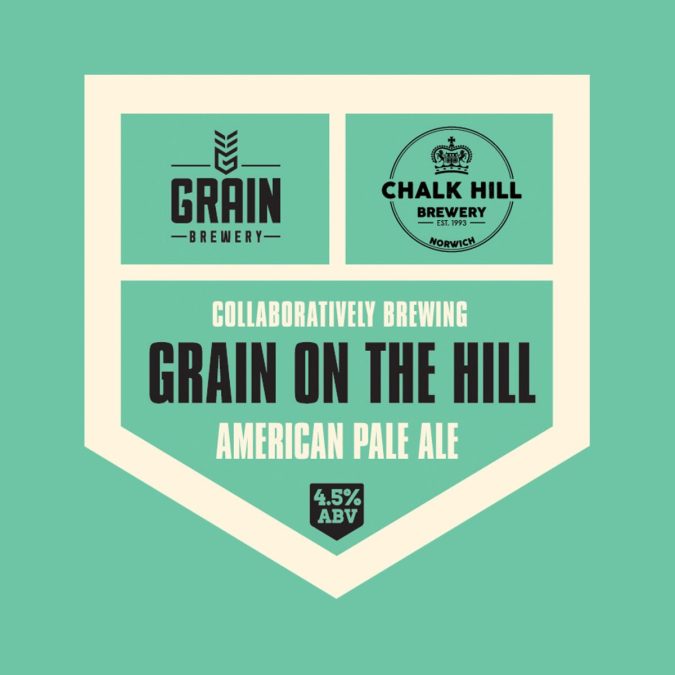 GRAIN
BREWERY
CHALK HILL
BREWERY
EST. 1993
NORWICH
COLLABORATIVELY BREWING
GRAIN ON THE HILL
AMERICAN PALE ALE
4.5%
ABV